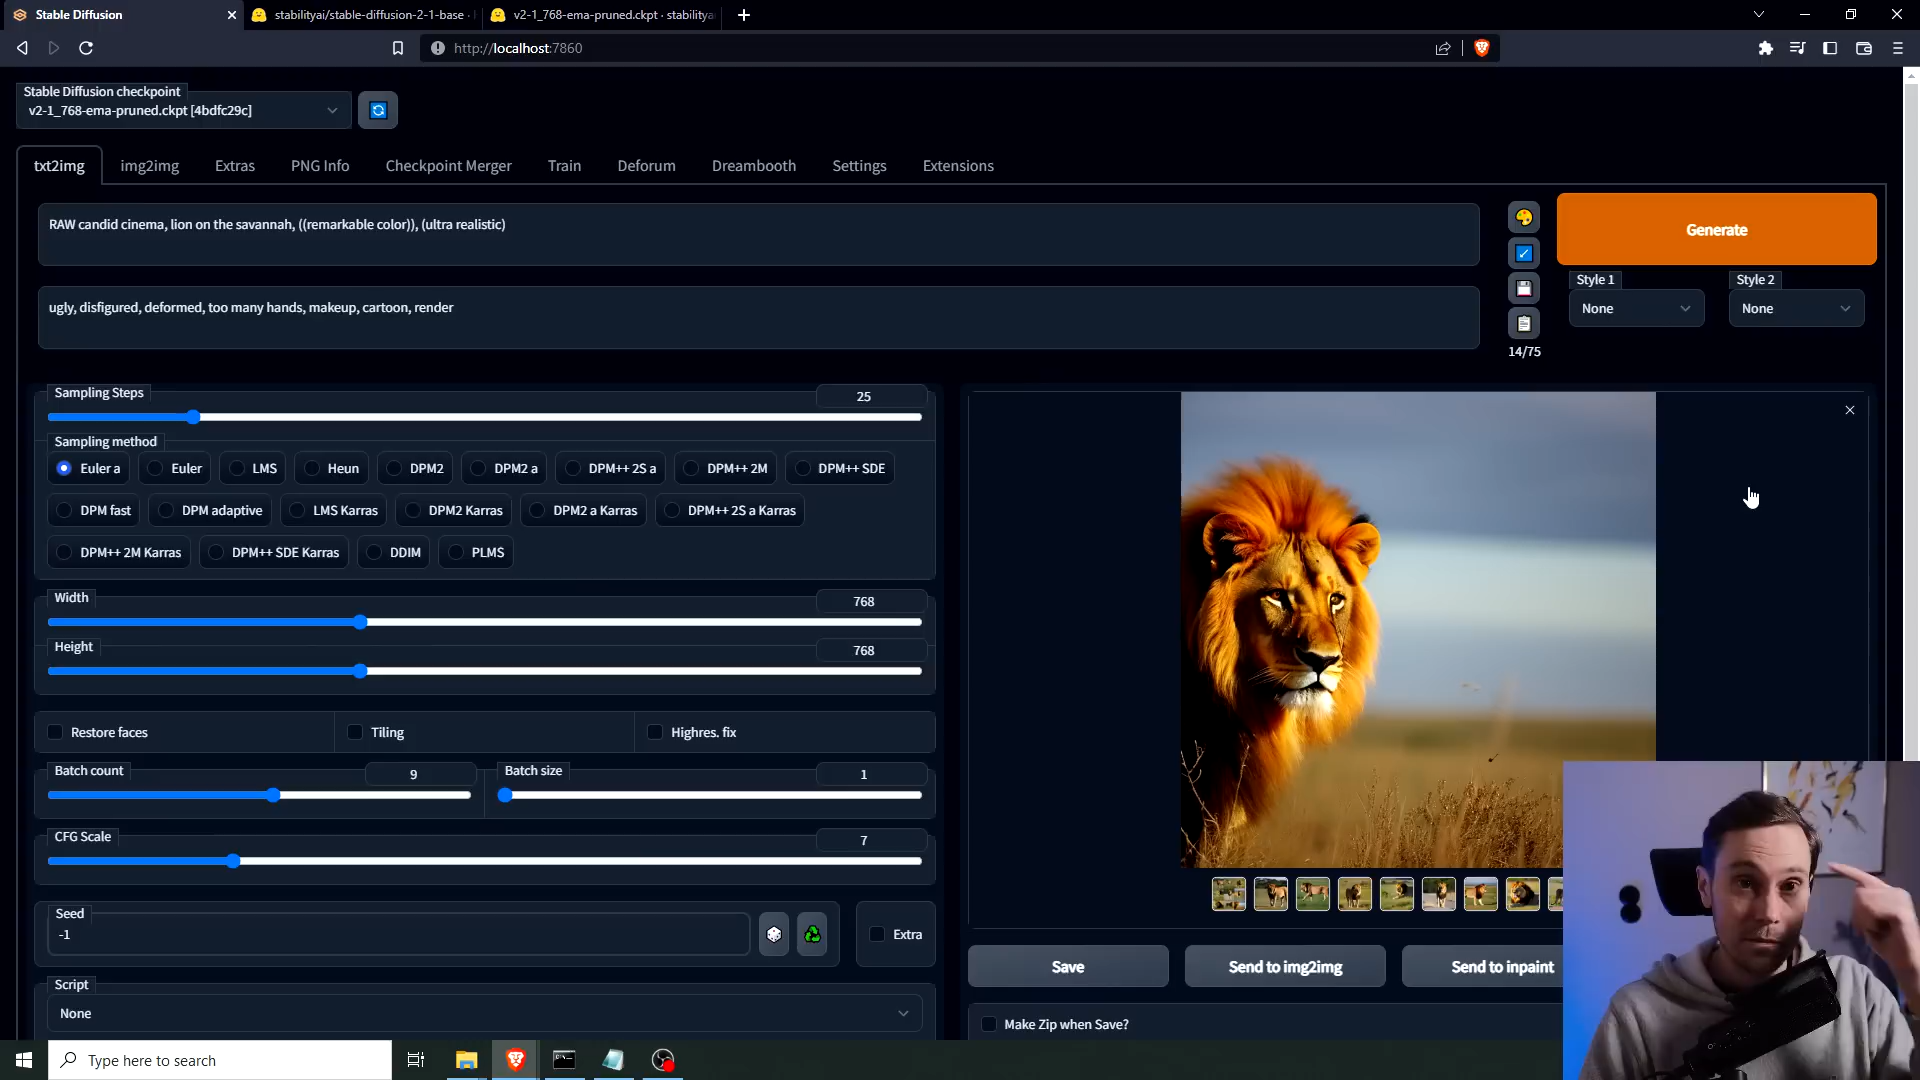 Stable Diffusion
stabilityai/stable-diffusion-2-1-base ·
v2-1_768-ema-pruned.ckpt · stabilitya
http://localhost:7860
Stable Diffusion checkpoint
v2-1_768-ema-pruned.ckpt [4bdfc29c]
txt2img img2img Extras PNG Info Checkpoint Merger Train Deforum Dreambooth Settings Extensions
RAW candid cinema, lion on the savannah, ((remarkable color)), (ultra realistic)
Generate
ugly, disfigured, deformed, too many hands, makeup, cartoon, render
Style 1 Style 2
None None
14/75
Sampling Steps 25
Sampling method
Euler a Euler LMS Heun DPM2 DPM2 a DPM++ 2S a DPM++ 2M DPM++ SDE
DPM fast DPM adaptive LMS Karras DPM2 Karras DPM2 a Karras DPM++ 2S a Karras
DPM++ 2M Karras DPM++ SDE Karras DDIM PLMS
Width 768
Height 768
Restore faces Tiling Highres. fix
Batch count 9 Batch size 1
CFG Scale 7
Seed
-1
Extra
Script
None
Save Send to img2img Send to inpaint
Make Zip when Save?
Type here to search